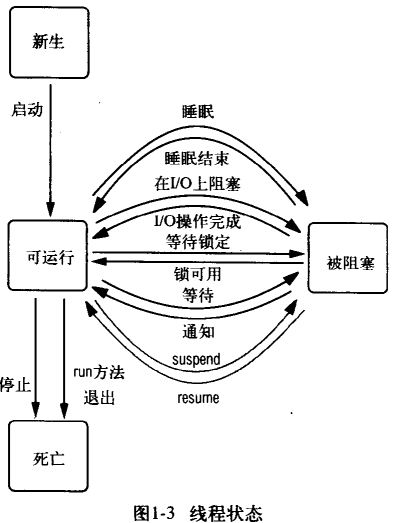 新生
启动
睡眠
睡眠结束
在I/O上阻塞
I/O操作完成
等待锁定
可运行
被阻塞
锁可用
等待
通知
suspend
resume
停止
run方法
退出
死亡
图1-3 线程状态